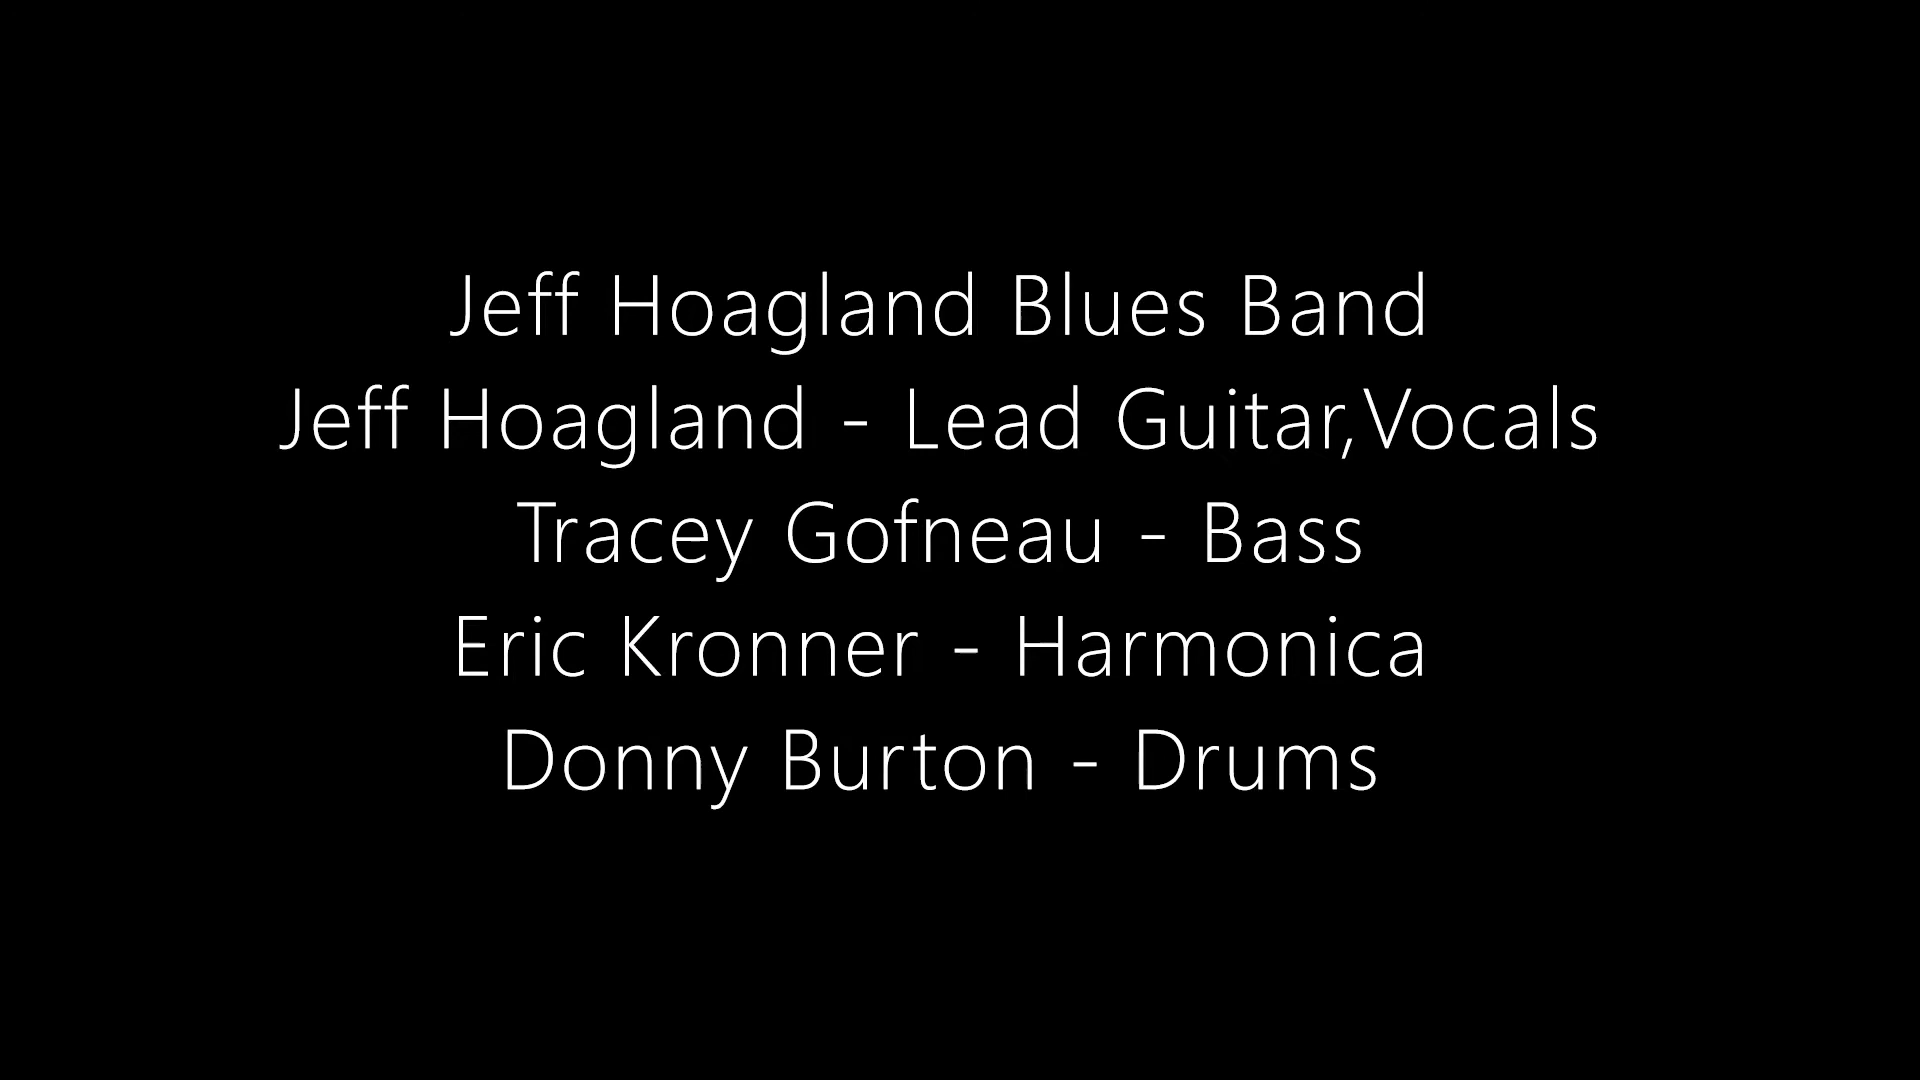 Jeff Hoagland Blues Band
Jeff Hoagland - Lead Guitar,Vocals
Tracey Gofneau - Bass
Eric Kronner - Harmonica
Donny Burton - Drums